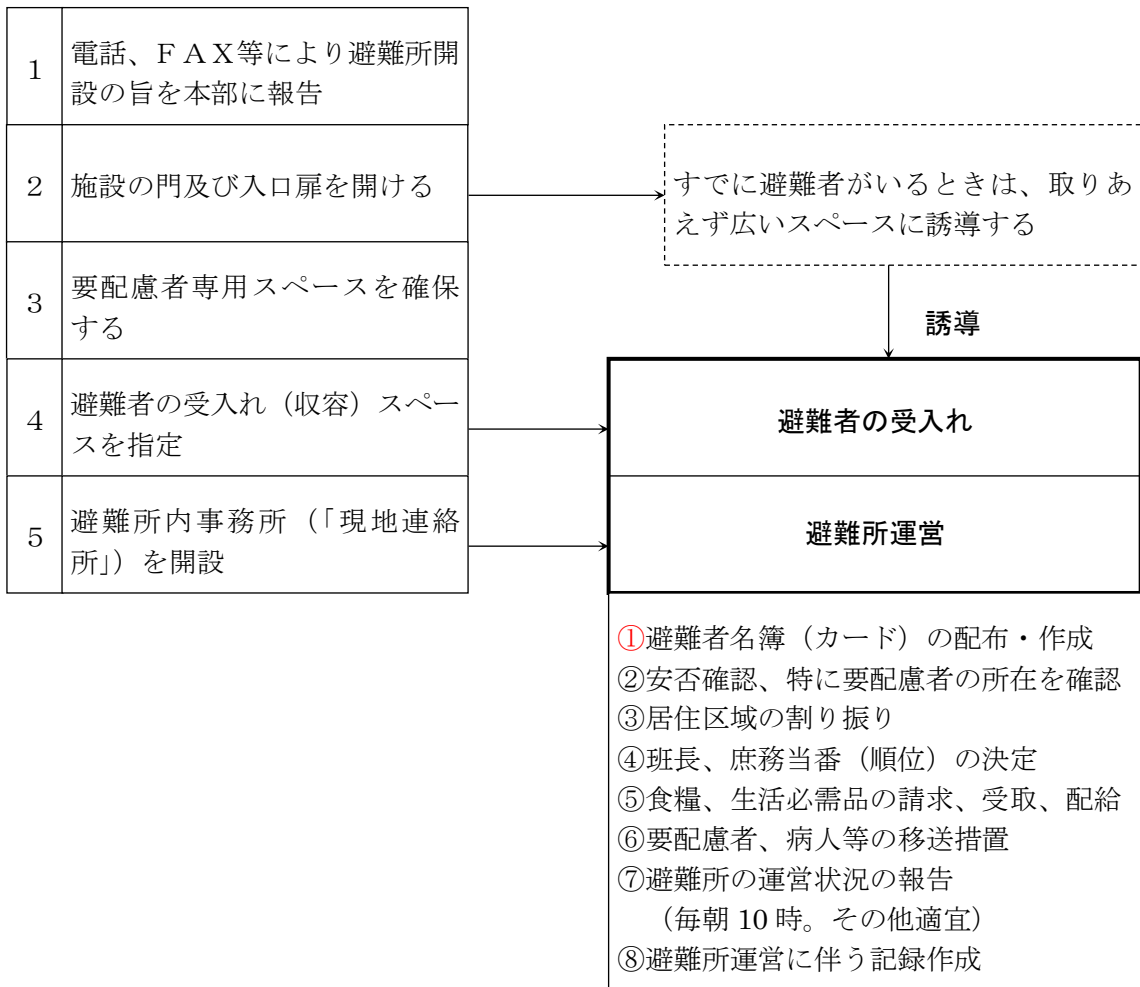 1
電話、ＦＡＸ等により避難所開
設の旨を本部に報告
2
施設の門及び入口扉を開ける
すでに避難者がいるときは、取りあ
えず広いスペースに誘導する
3
要配慮者専用スペースを確保
する
誘導
4
避難者の受入れ（収容）スペー
スを指定
避難者の受入れ
5
避難所内事務所（「現地連絡
所」）を開設
避難所運営
①避難者名簿（カード）の配布・作成
②安否確認、特に要配慮者の所在を確認
③居住区域の割り振り
④班長、庶務当番（順位）の決定
⑤食糧、生活必需品の請求、受取、配給
⑥要配慮者、病人等の移送措置
⑦避難所の運営状況の報告
（毎朝 10 時。その他適宜）
⑧避難所運営に伴う記録作成